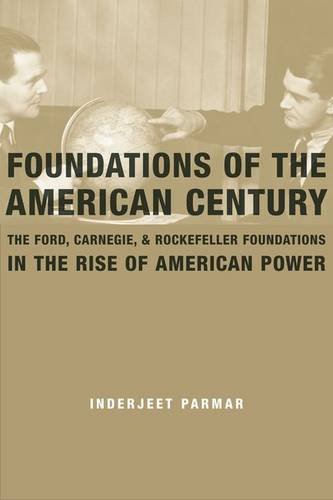 FOUNDATIONS OF THE
AMERICAN CENTURY
THE FORD, CARNEGIE, & ROCKEFELLER FOUNDATIONS
IN THE RISE OF AMERICAN POWER
INDERJEET PARMAR